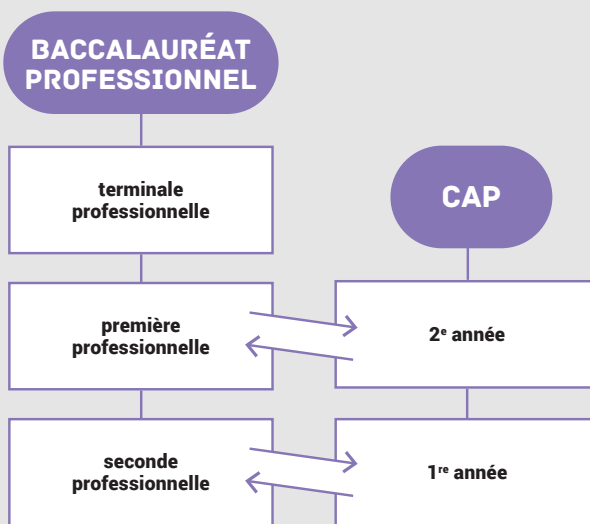 BACCALAURÉAT
PROFESSIONNEL
terminale
professionnelle
CAP
première
professionnelle
2e année
seconde
professionnelle
1re année